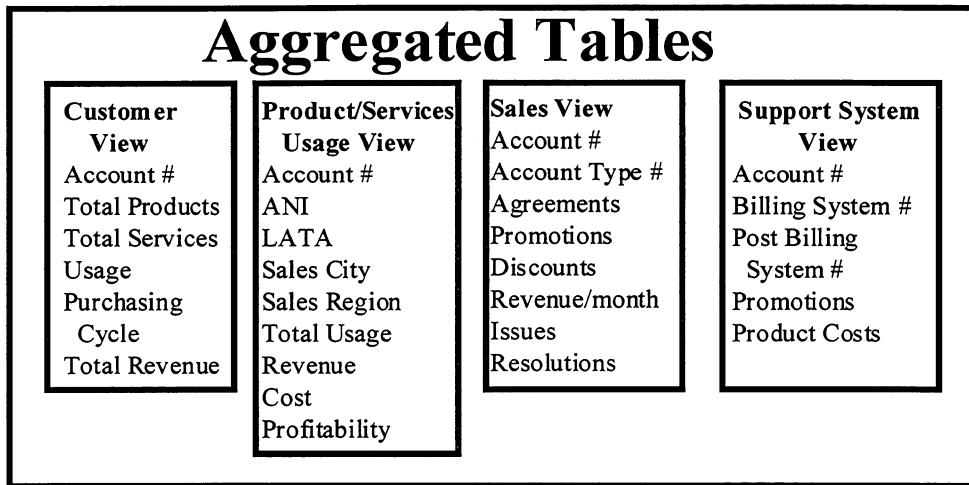 Aggregated Tables
Customer
View
Account #
Total Products
Total Services
Usage
Purchasing
Cycle
Total Revenue
Product/Services
Usage View
Account #
ANI
LATA
Sales City
Sales Region
Total Usage
Revenue
Cost
Profitability
Sales View
Account #
Account Type #
Agreements
Promotions
Discounts
Revenue/month
Issues
Resolutions
Support System
View
Account #
Billing System #
Post Billing
System #
Promotions
Product Costs